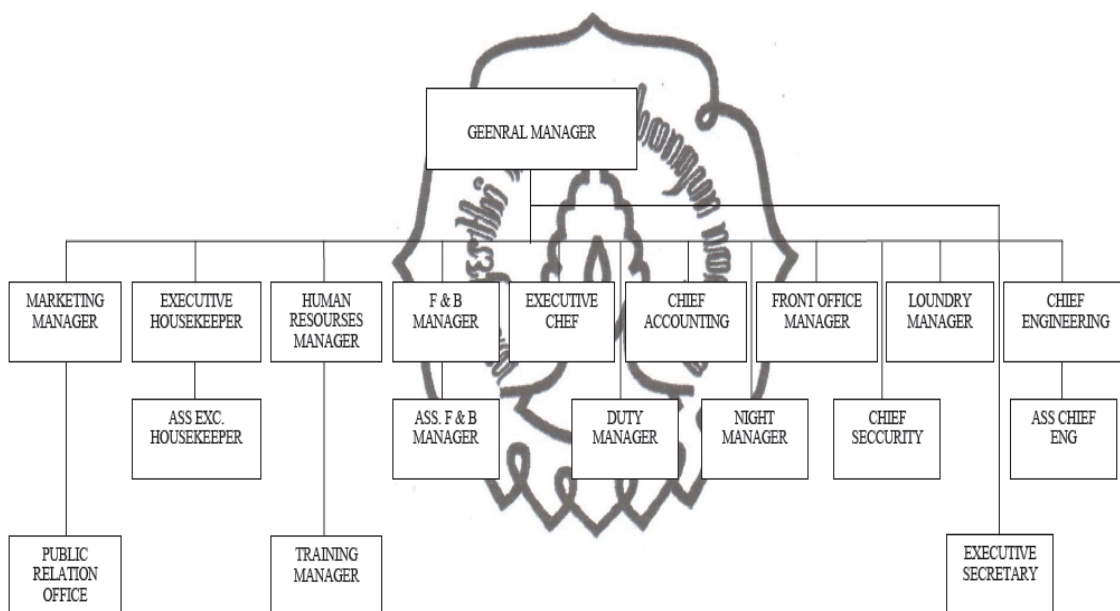 GEENRAL MANAGER
MARKETING
MANAGER
EXECUTIVE
HOUSEKEEPER
HUMAN
RESOURSES
MANAGER
F & B
MANAGER
EXECUTIVE
CHEF
CHIEF
ACCOUNTING
FRONT OFFICE
MANAGER
LOUNDRY
MANAGER
CHIEF
ENGINEERING
ASS EXC.
HOUSEKEEPER
ASS. F & B
MANAGER
DUTY
MANAGER
NIGHT
MANAGER
CHIEF
SECCURITY
ASS CHIEF
ENG
PUBLIC
RELATION
OFFICE
TRAINING
MANAGER
EXECUTIVE
SECRETARY